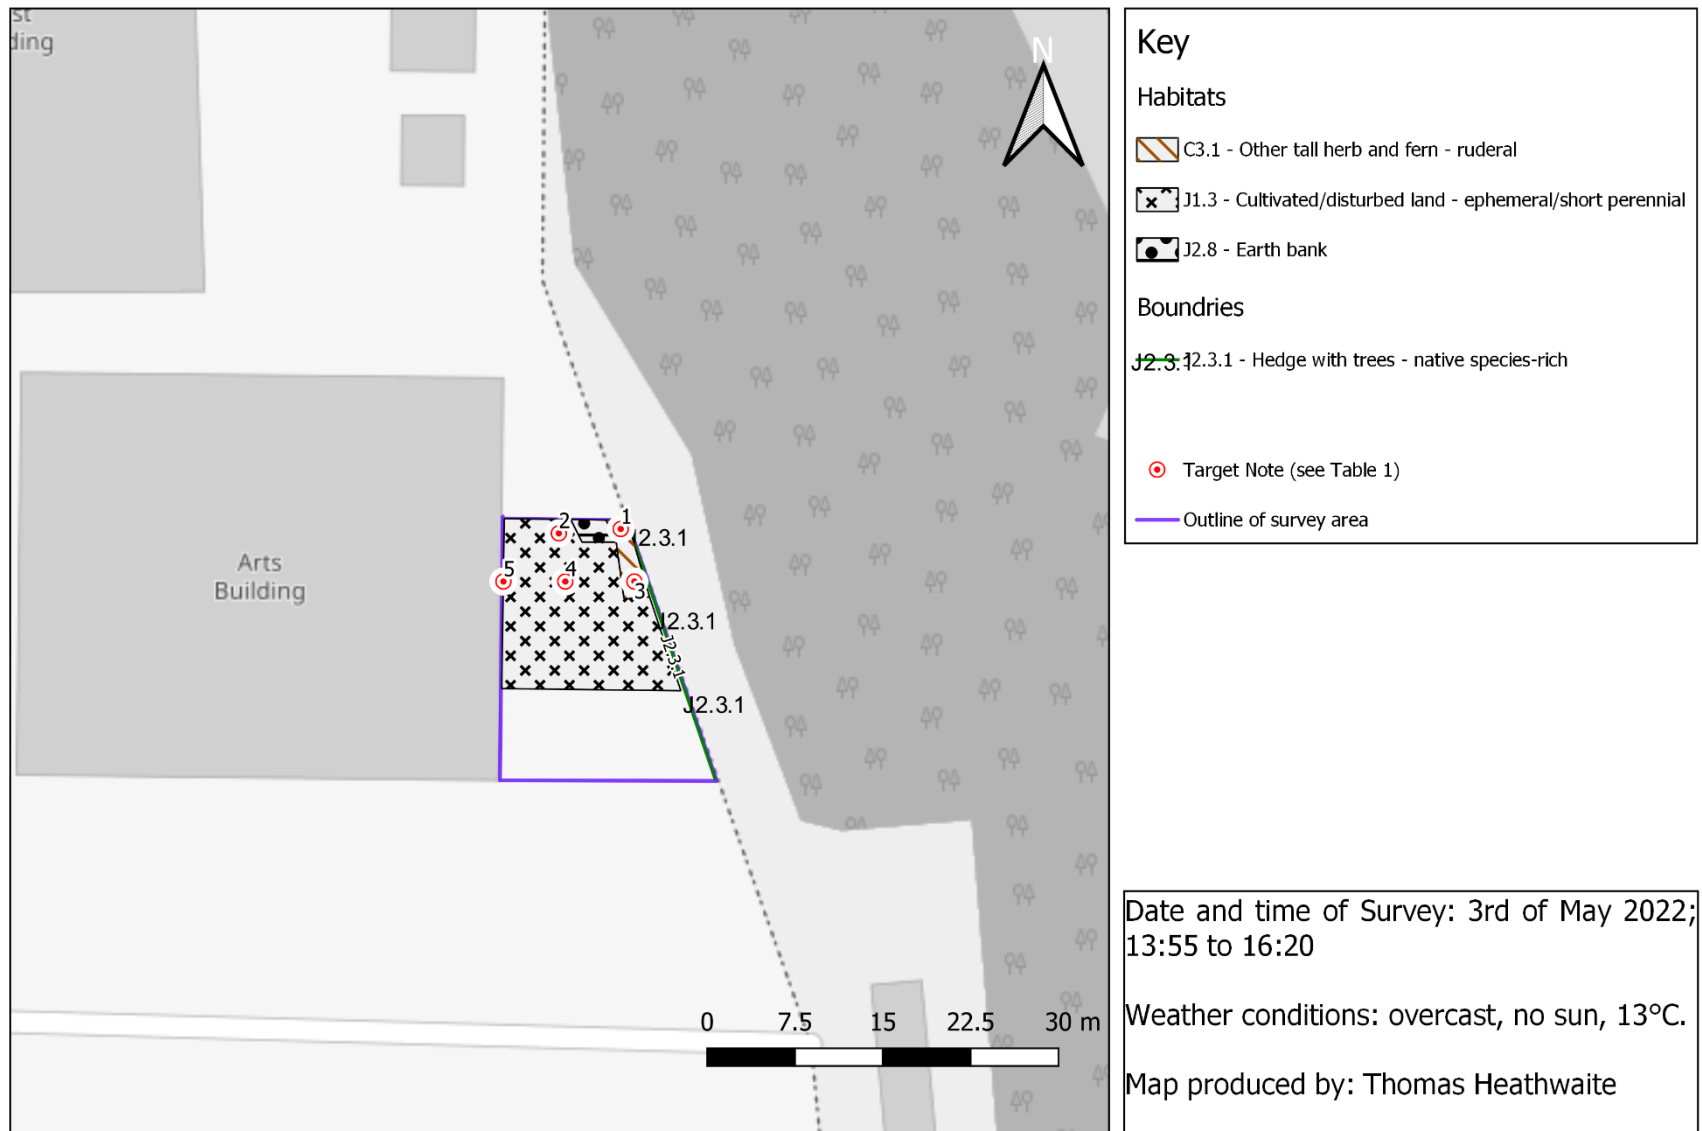 st
ding
N
Arts
Building
1
2
J2.3.1
5
4
3
J2.3.1
J2.3.1
J2.3.1
0 7.5 15 22.5 30 m
Key
Habitats
C3.1 - Other tall herb and fern - ruderal
J1.3 - Cultivated/disturbed land - ephemeral/short perennial
J2.8 - Earth bank
Boundries
J2.3.1 J2.3.1 - Hedge with trees - native species-rich
Target Note (see Table 1)
Outline of survey area
Date and time of Survey: 3rd of May 2022;
13:55 to 16:20
Weather conditions: overcast, no sun, 13°C.
Map produced by: Thomas Heathwaite